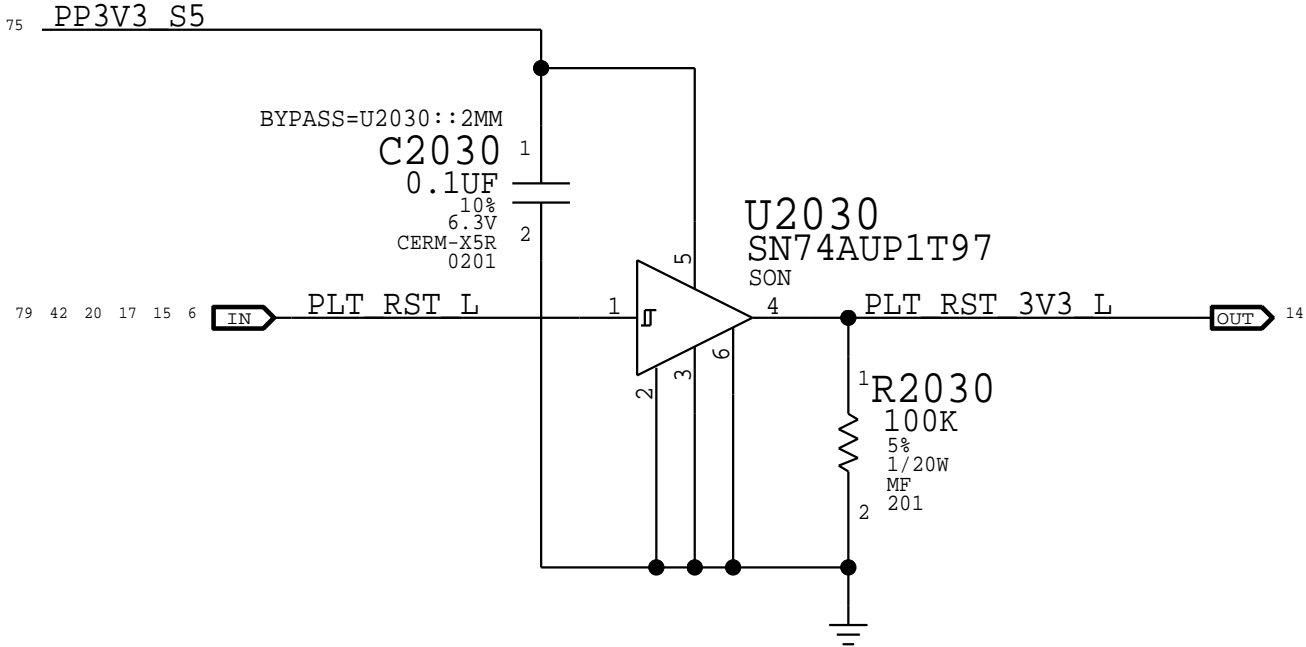 75 PP3V3_S5
BYPASS=U2030::2MM
C2030 1
0.1UF
10%
6.3V
CERM-X5R
0201
2
U2030
SN74AUP1T97
SON
5
79 42 20 17 15 6 IN PLT_RST_L 1 4 PLT_RST_3V3_L OUT 14
2 3 6
1 R2030
100K
5%
1/20W
MF
201
2